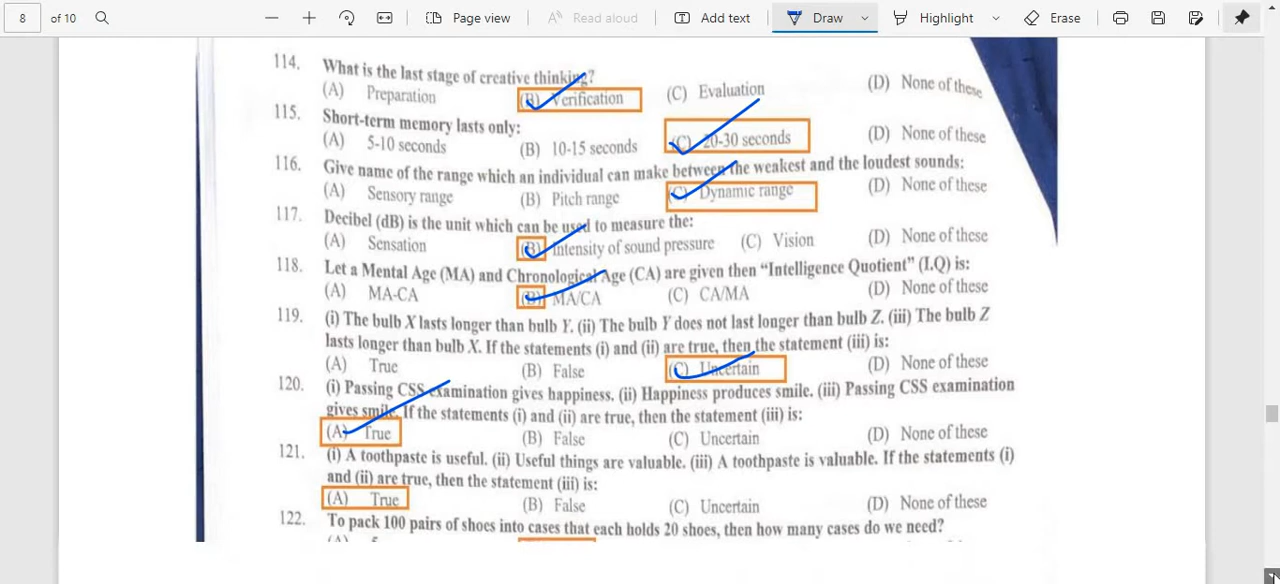 8 of 10 Page view Read aloud Add text Draw Highlight Erase
114. What is the last stage of creative thinking?
(A) Preparation (B) Verification (C) Evaluation (D) None of these
115. Short-term memory lasts only:
(A) 5-10 seconds (B) 10-15 seconds (C) 20-30 seconds (D) None of these
116. Give name of the range which an individual can make between the weakest and the loudest sounds:
(A) Sensory range (B) Pitch range (C) Dynamic range (D) None of these
117. Decibel (dB) is the unit which can be used to measure the:
(A) Sensation (B) Intensity of sound pressure (C) Vision (D) None of these
118. Let a Mental Age (MA) and Chronological Age (CA) are given then “Intelligence Quotient” (I.Q) is:
(A) MA-CA (B) MA/CA (C) CA/MA (D) None of these
119. (i) The bulb X lasts longer than bulb Y. (ii) The bulb Y does not last longer than bulb Z. (iii) The bulb Z
lasts longer than bulb X. If the statements (i) and (ii) are true, then the statement (iii) is:
(A) True (B) False (C) Uncertain (D) None of these
120. (i) Passing CSS examination gives happiness. (ii) Happiness produces smile. (iii) Passing CSS examination
gives smile. If the statements (i) and (ii) are true, then the statement (iii) is:
(A) True (B) False (C) Uncertain (D) None of these
121. (i) A toothpaste is useful. (ii) Useful things are valuable. (iii) A toothpaste is valuable. If the statements (i)
and (ii) are true, then the statement (iii) is:
(A) True (B) False (C) Uncertain (D) None of these
122. To pack 100 pairs of shoes into cases that each holds 20 shoes, then how many cases do we need?